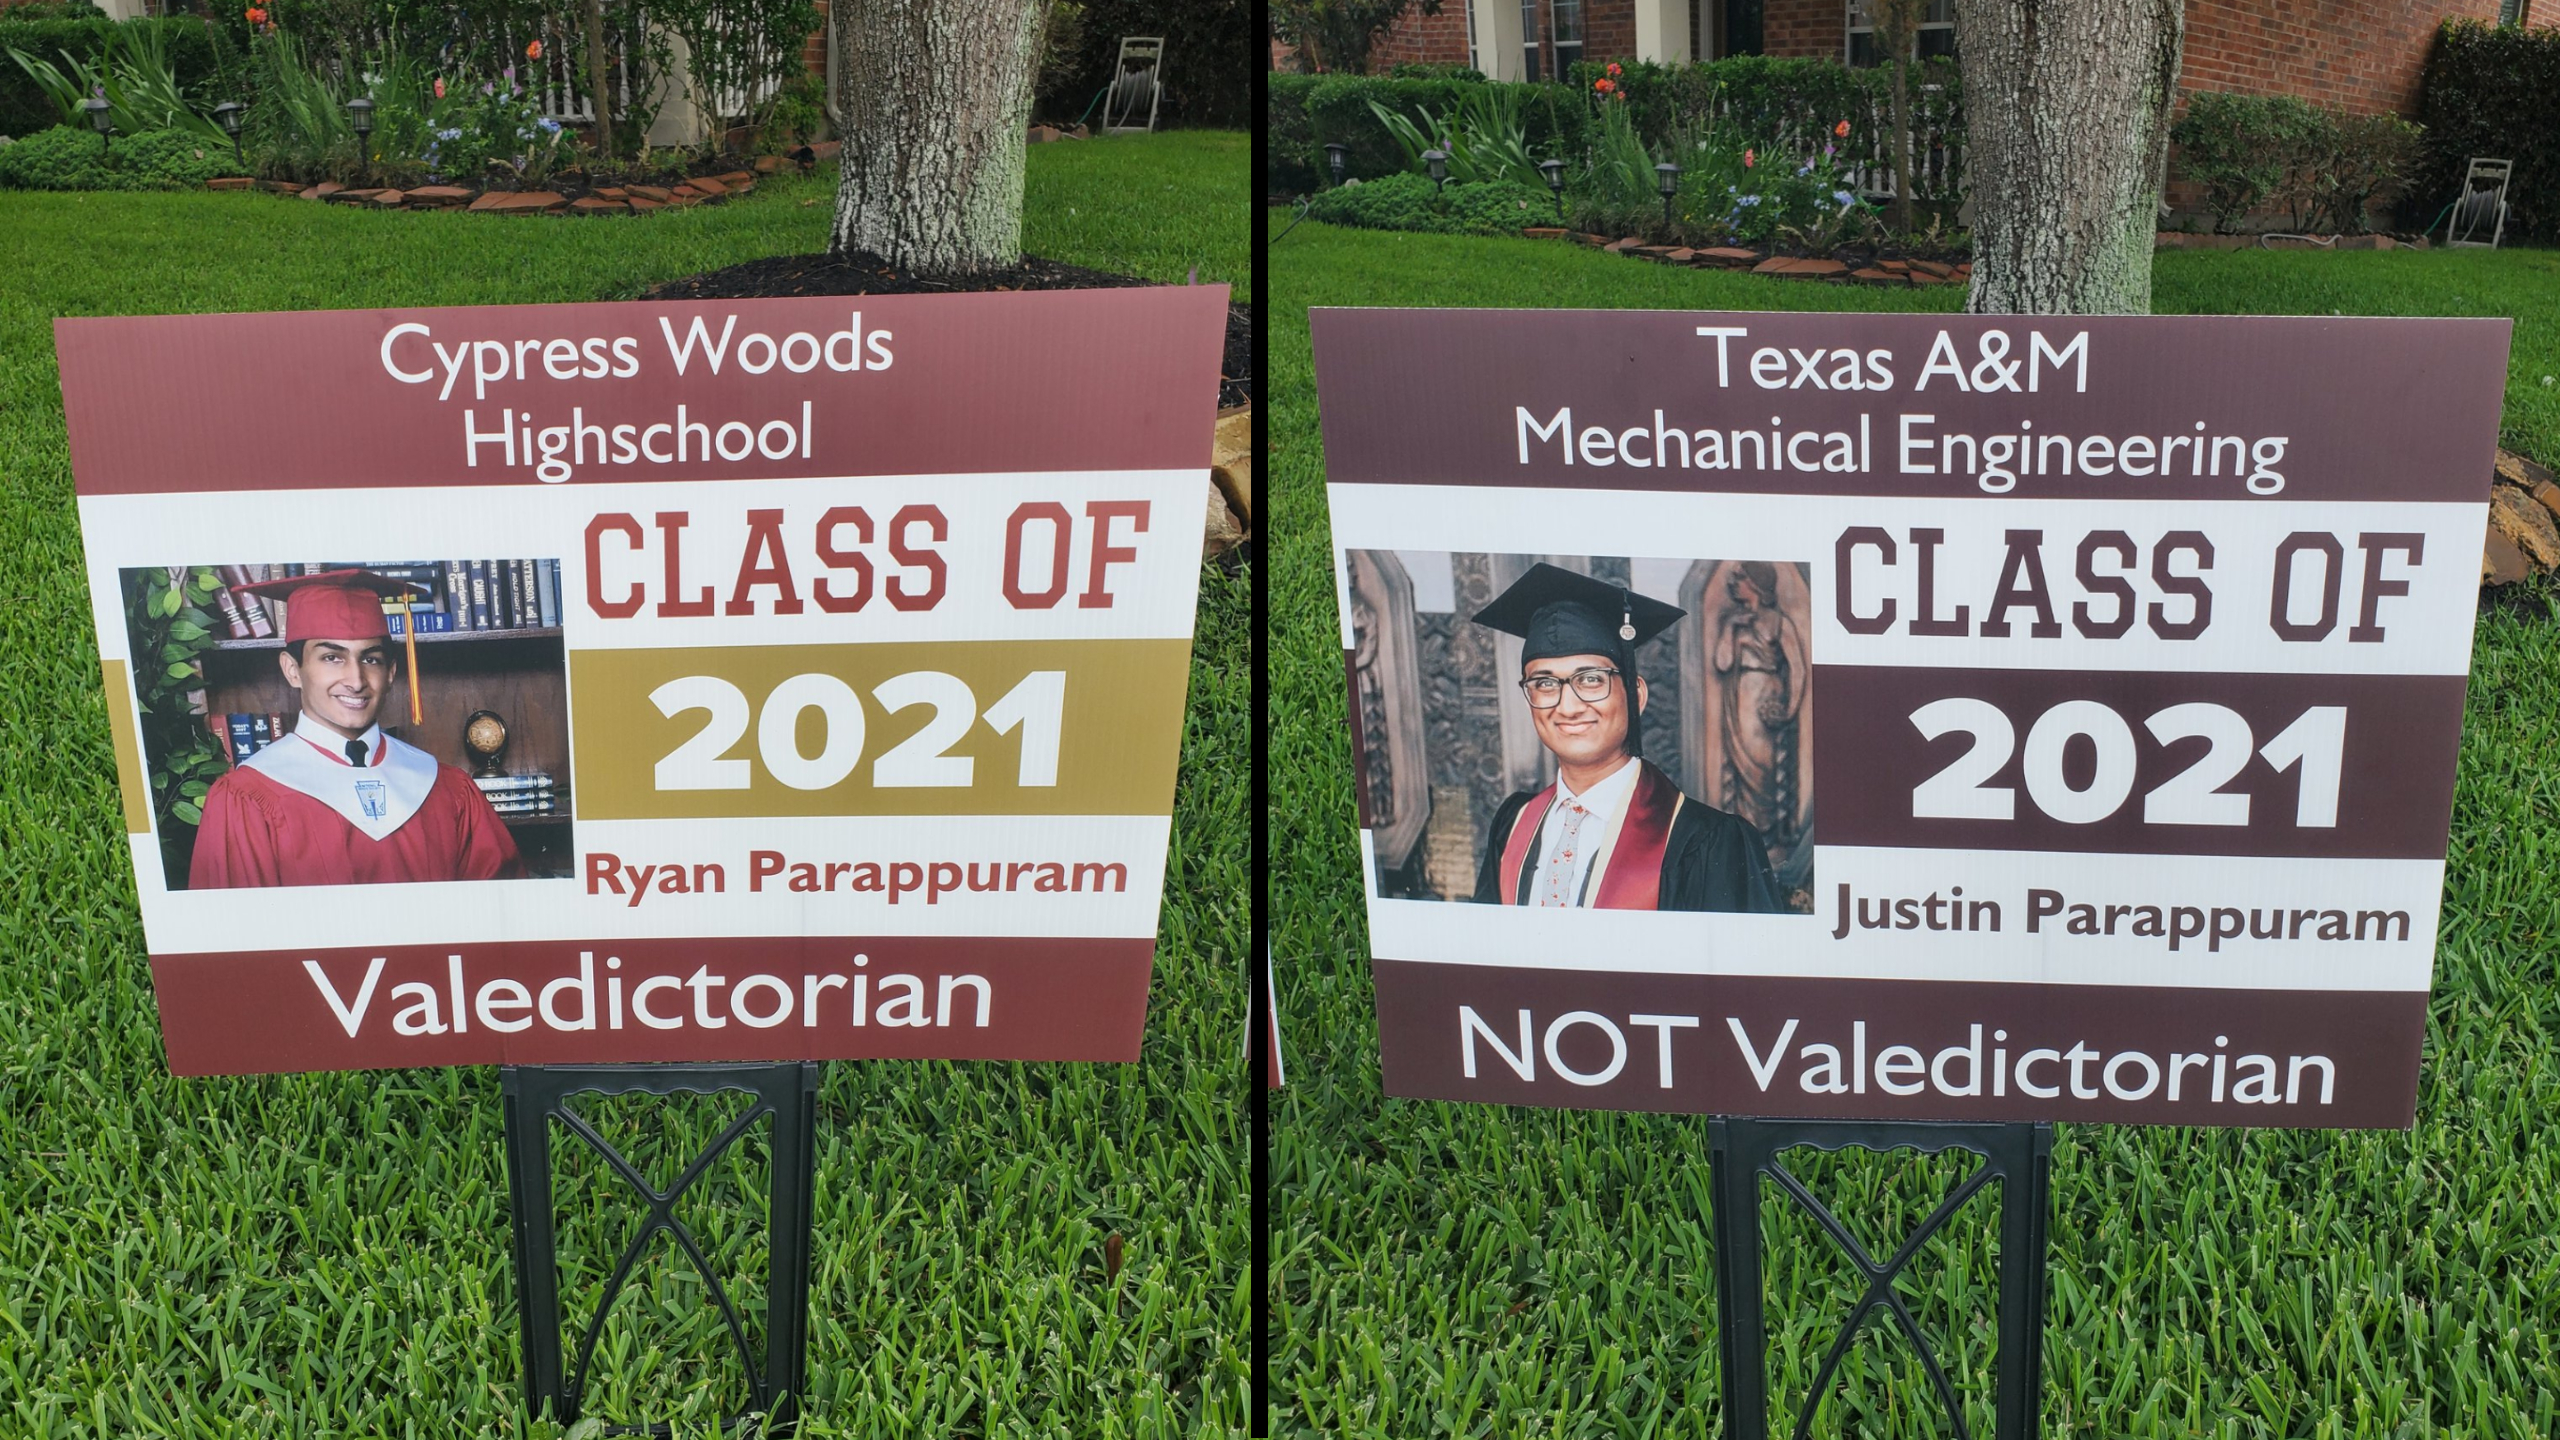 Cypress Woods
Highschool
CLASS OF
2021
Ryan Parappuram
Valedictorian
Texas A&M
Mechanical Engineering
CLASS OF
2021
Justin Parappuram
NOT Valedictorian